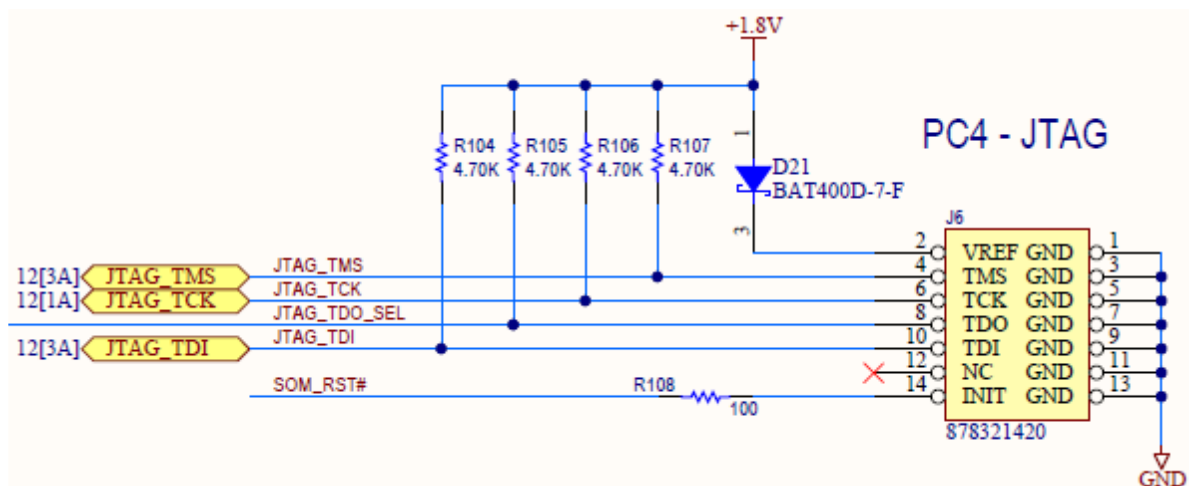 +1.8V
PC4 - JTAG
R104 R105 R106 R107
4.70K 4.70K 4.70K 4.70K
1
D21
BAT400D-7-F
3
J6
2 VREF GND 1
12[3A] JTAG_TMS JTAG_TMS 4 TMS GND 3
12[1A] JTAG_TCK JTAG_TCK 6 TCK GND 5
JTAG_TDO_SEL 8 TDO GND 7
12[3A] JTAG_TDI JTAG_TDI 10 TDI GND 9
12 NC GND 11
SOM_RST# R108 100 14 INIT GND 13
878321420
GND